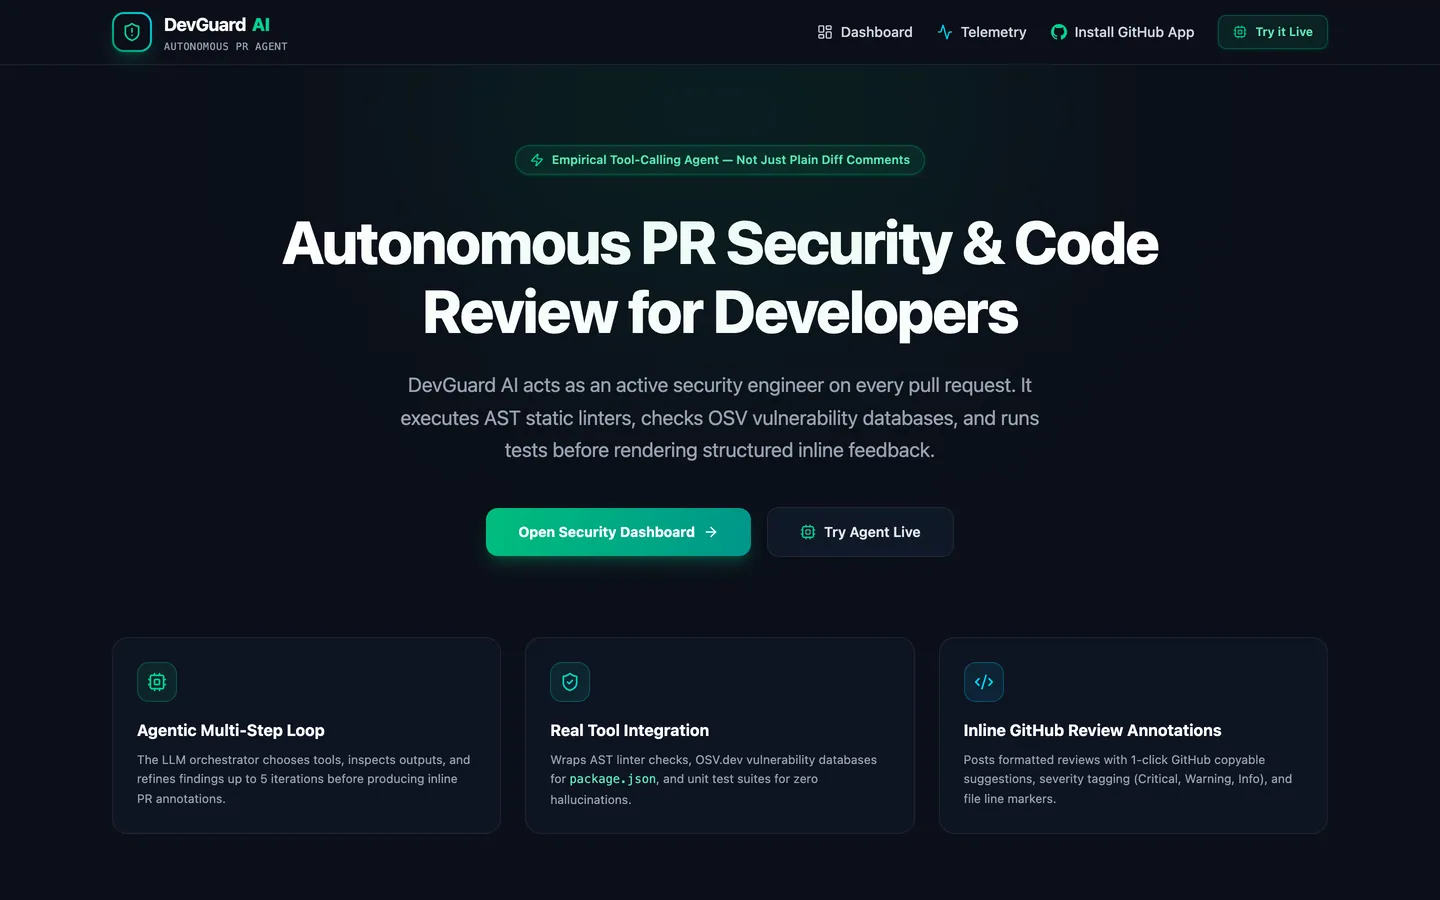 DevGuard AI
AUTONOMOUS PR AGENT
Dashboard
Telemetry
Install GitHub App
Try it Live
Empirical Tool-Calling Agent — Not Just Plain Diff Comments
Autonomous PR Security & Code
Review for Developers
DevGuard AI acts as an active security engineer on every pull request. It
executes AST static linters, checks OSV vulnerability databases, and runs
tests before rendering structured inline feedback.
Open Security Dashboard →
Try Agent Live
Agentic Multi-Step Loop
The LLM orchestrator chooses tools, inspects outputs, and
refines findings up to 5 iterations before producing inline
PR annotations.
Real Tool Integration
Wraps AST linter checks, OSV.dev vulnerability databases
for package.json, and unit test suites for zero
hallucinations.
Inline GitHub Review Annotations
Posts formatted reviews with 1-click GitHub copyable
suggestions, severity tagging (Critical, Warning, Info), and
file line markers.